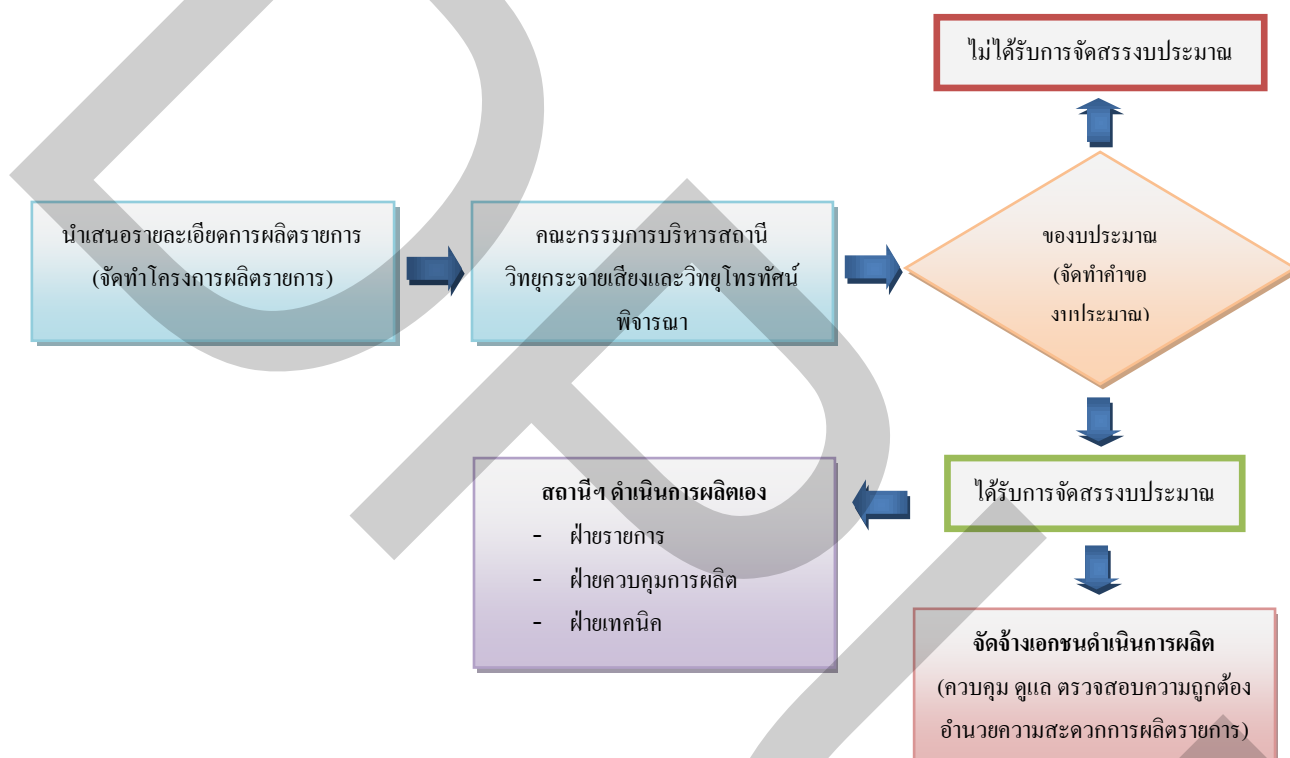 ไม่ได้รับการจัดสรรงบประมาณ
นำเสนอรายละเอียดการผลิตรายการ
(จัดทำโครงการผลิตรายการ)
คณะกรรมการบริหารสถานี
วิทยุกระจายเสียงและวิทยุโทรทัศน์
พิจารณา
ของบประมาณ
(จัดทำคำขอ
งบประมาณ)
ได้รับการจัดสรรงบประมาณ
สถานีฯ ดำเนินการผลิตเอง
- ฝ่ายรายการ
- ฝ่ายควบคุมการผลิต
- ฝ่ายเทคนิค
จัดจ้างเอกชนดำเนินการผลิต
(ควบคุม ดูแล ตรวจสอบความถูกต้อง
อำนวยความสะดวกการผลิตรายการ)